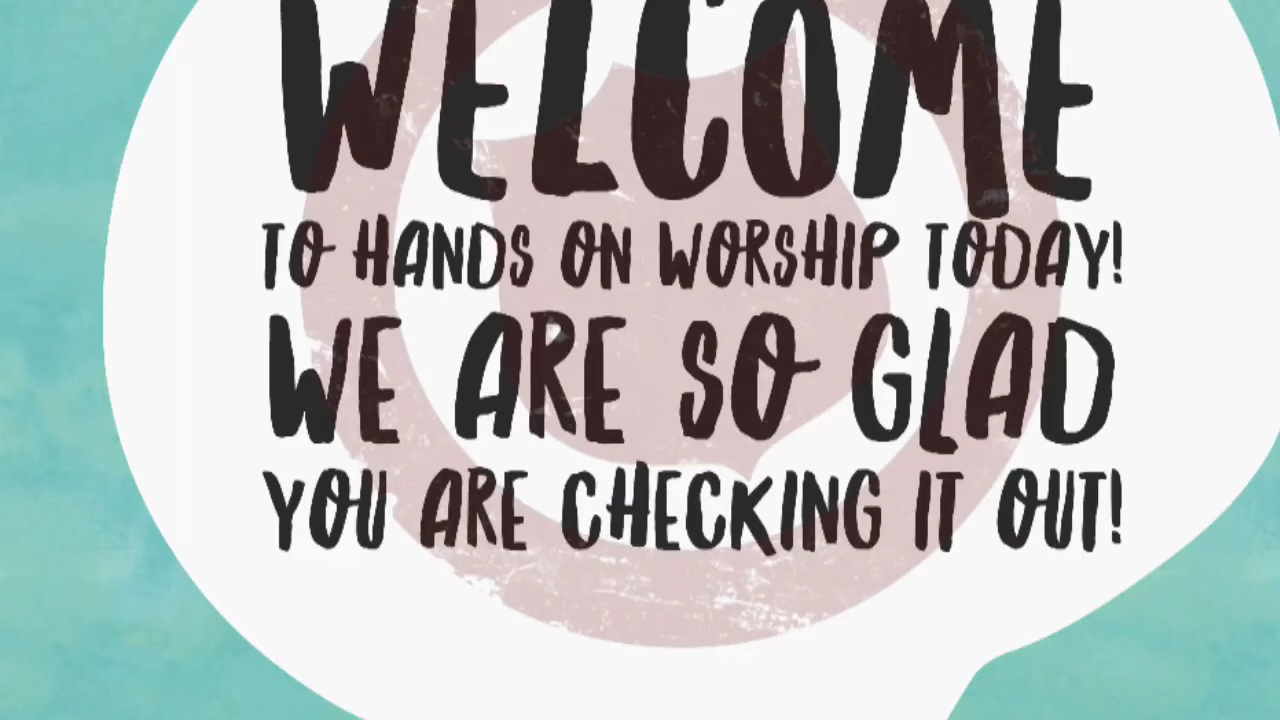 WELCOME
TO HANDS ON WORSHIP TODAY!
WE ARE SO GLAD
YOU ARE CHECKING IT OUT!